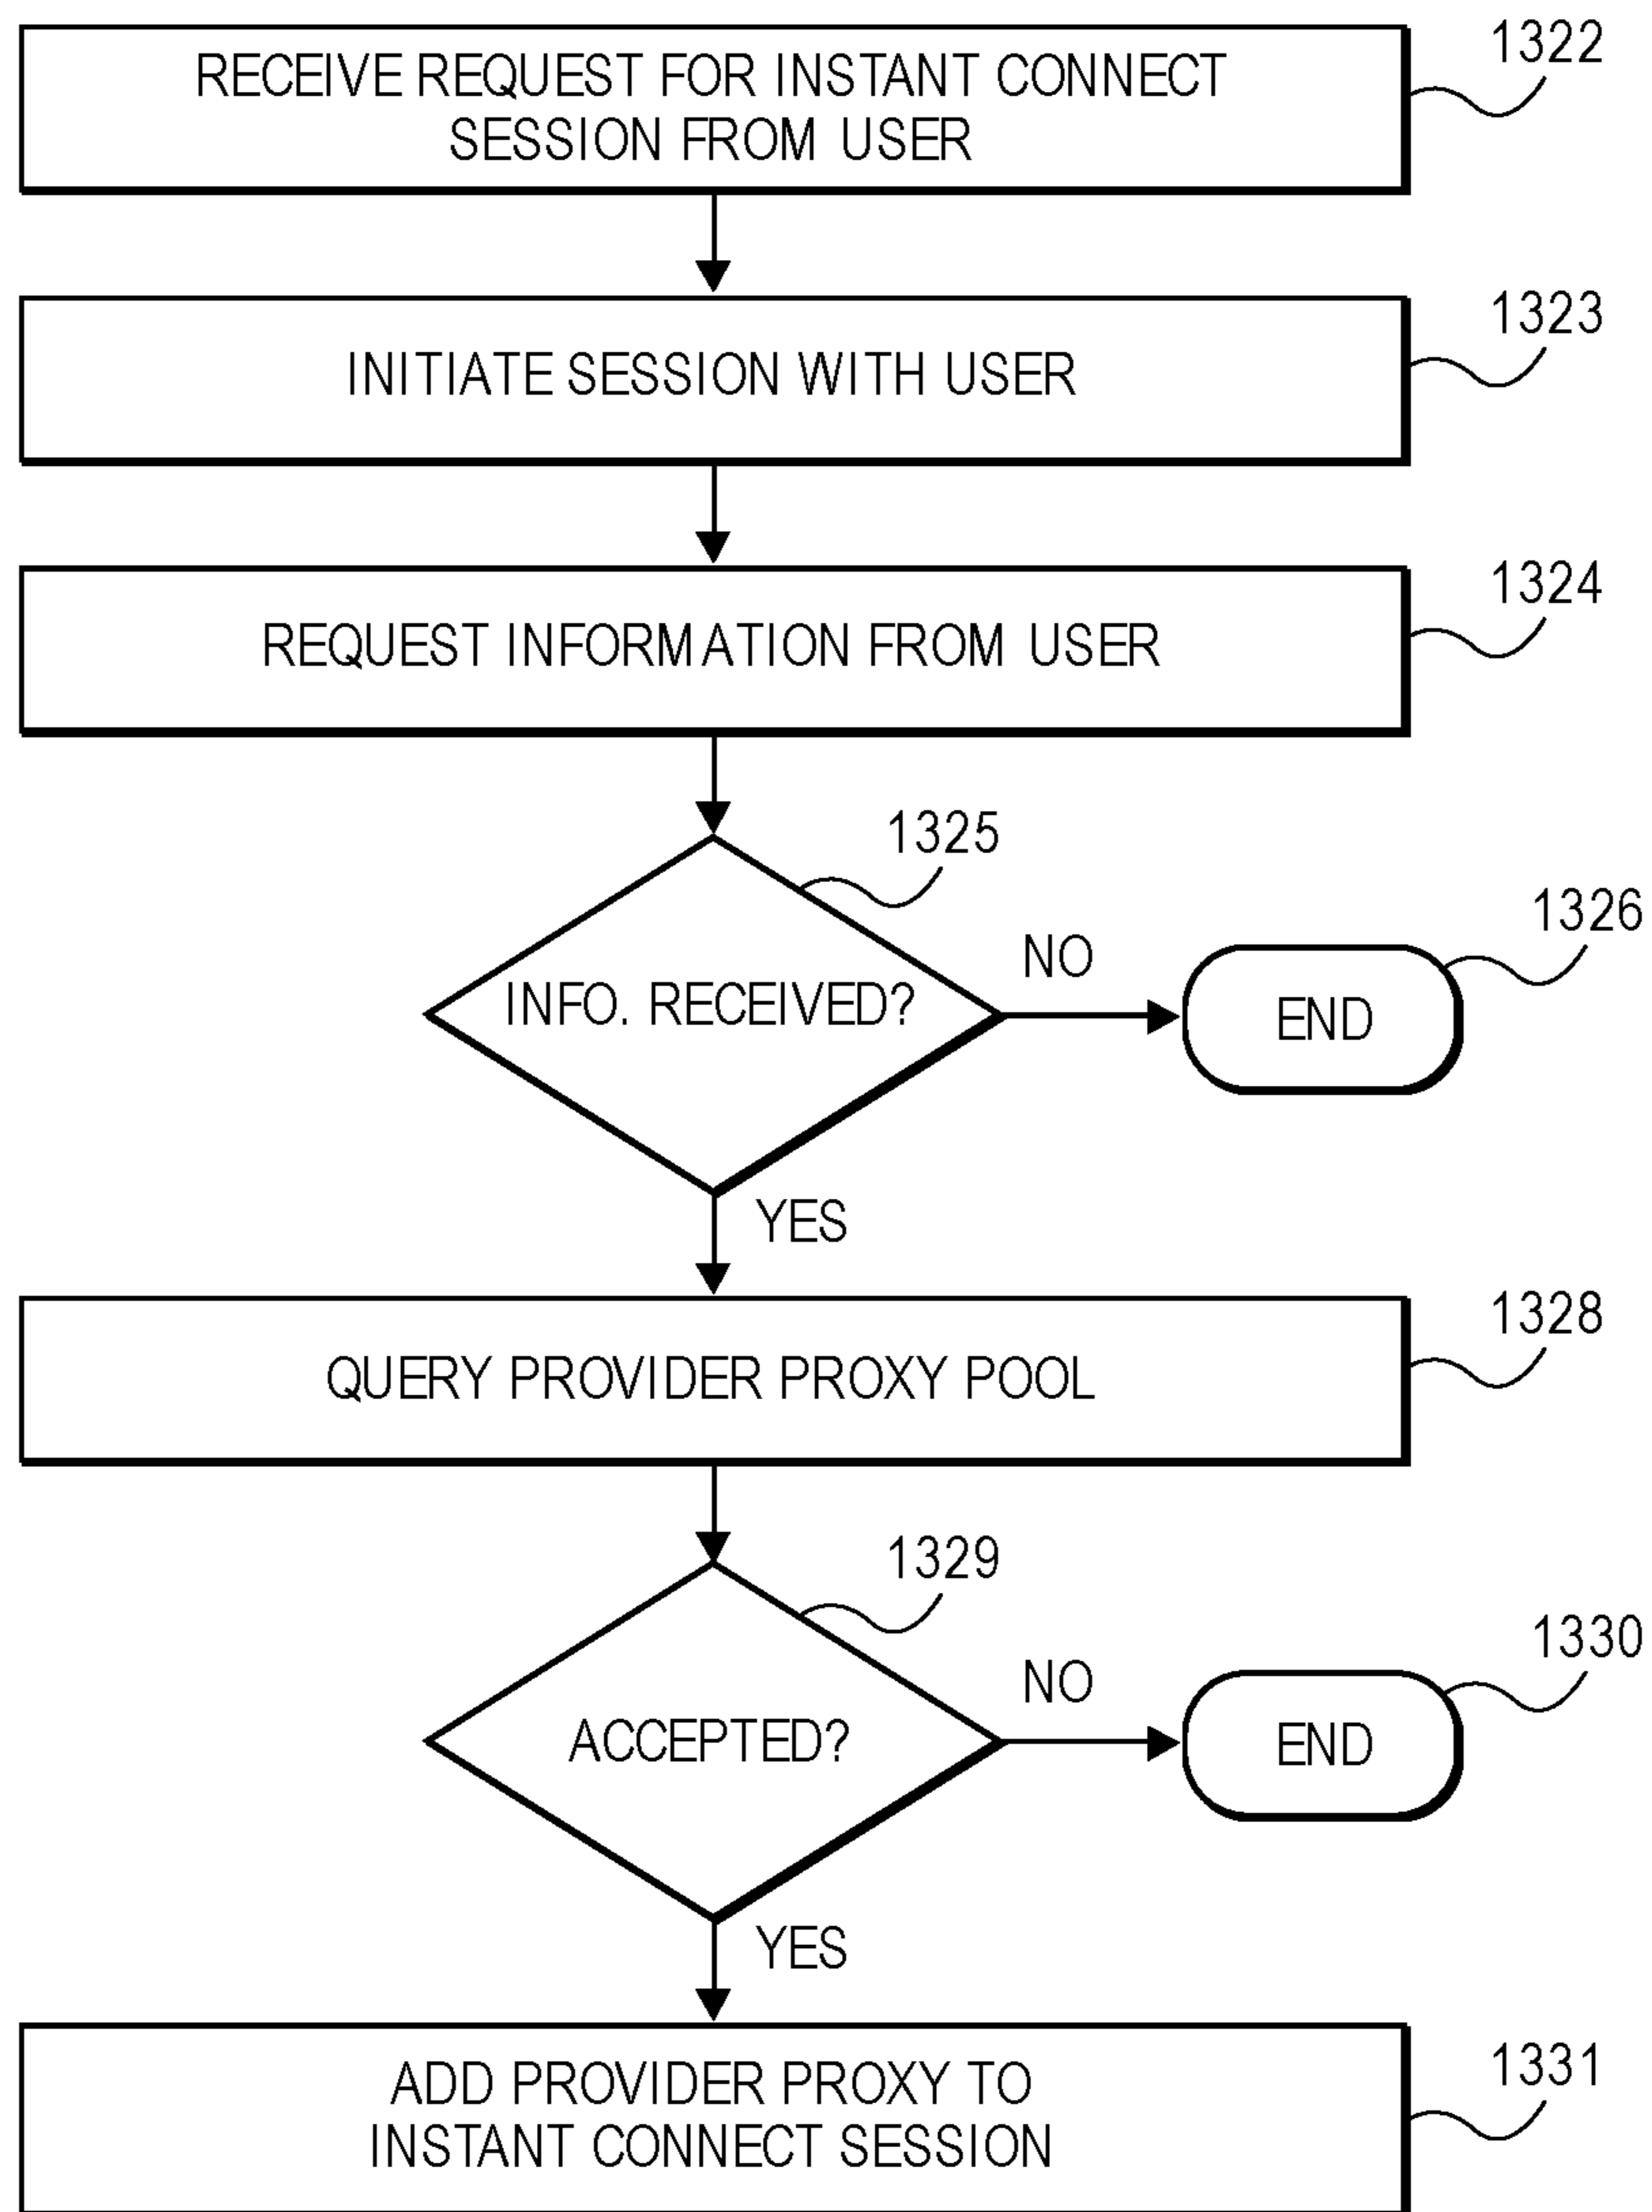 RECEIVE REQUEST FOR INSTANT CONNECT
SESSION FROM USER
1322
INITIATE SESSION WITH USER
1323
REQUEST INFORMATION FROM USER
1324
1325
INFO. RECEIVED?
NO
1326
END
YES
QUERY PROVIDER PROXY POOL
1328
1329
ACCEPTED?
NO
1330
END
YES
ADD PROVIDER PROXY TO
INSTANT CONNECT SESSION
1331